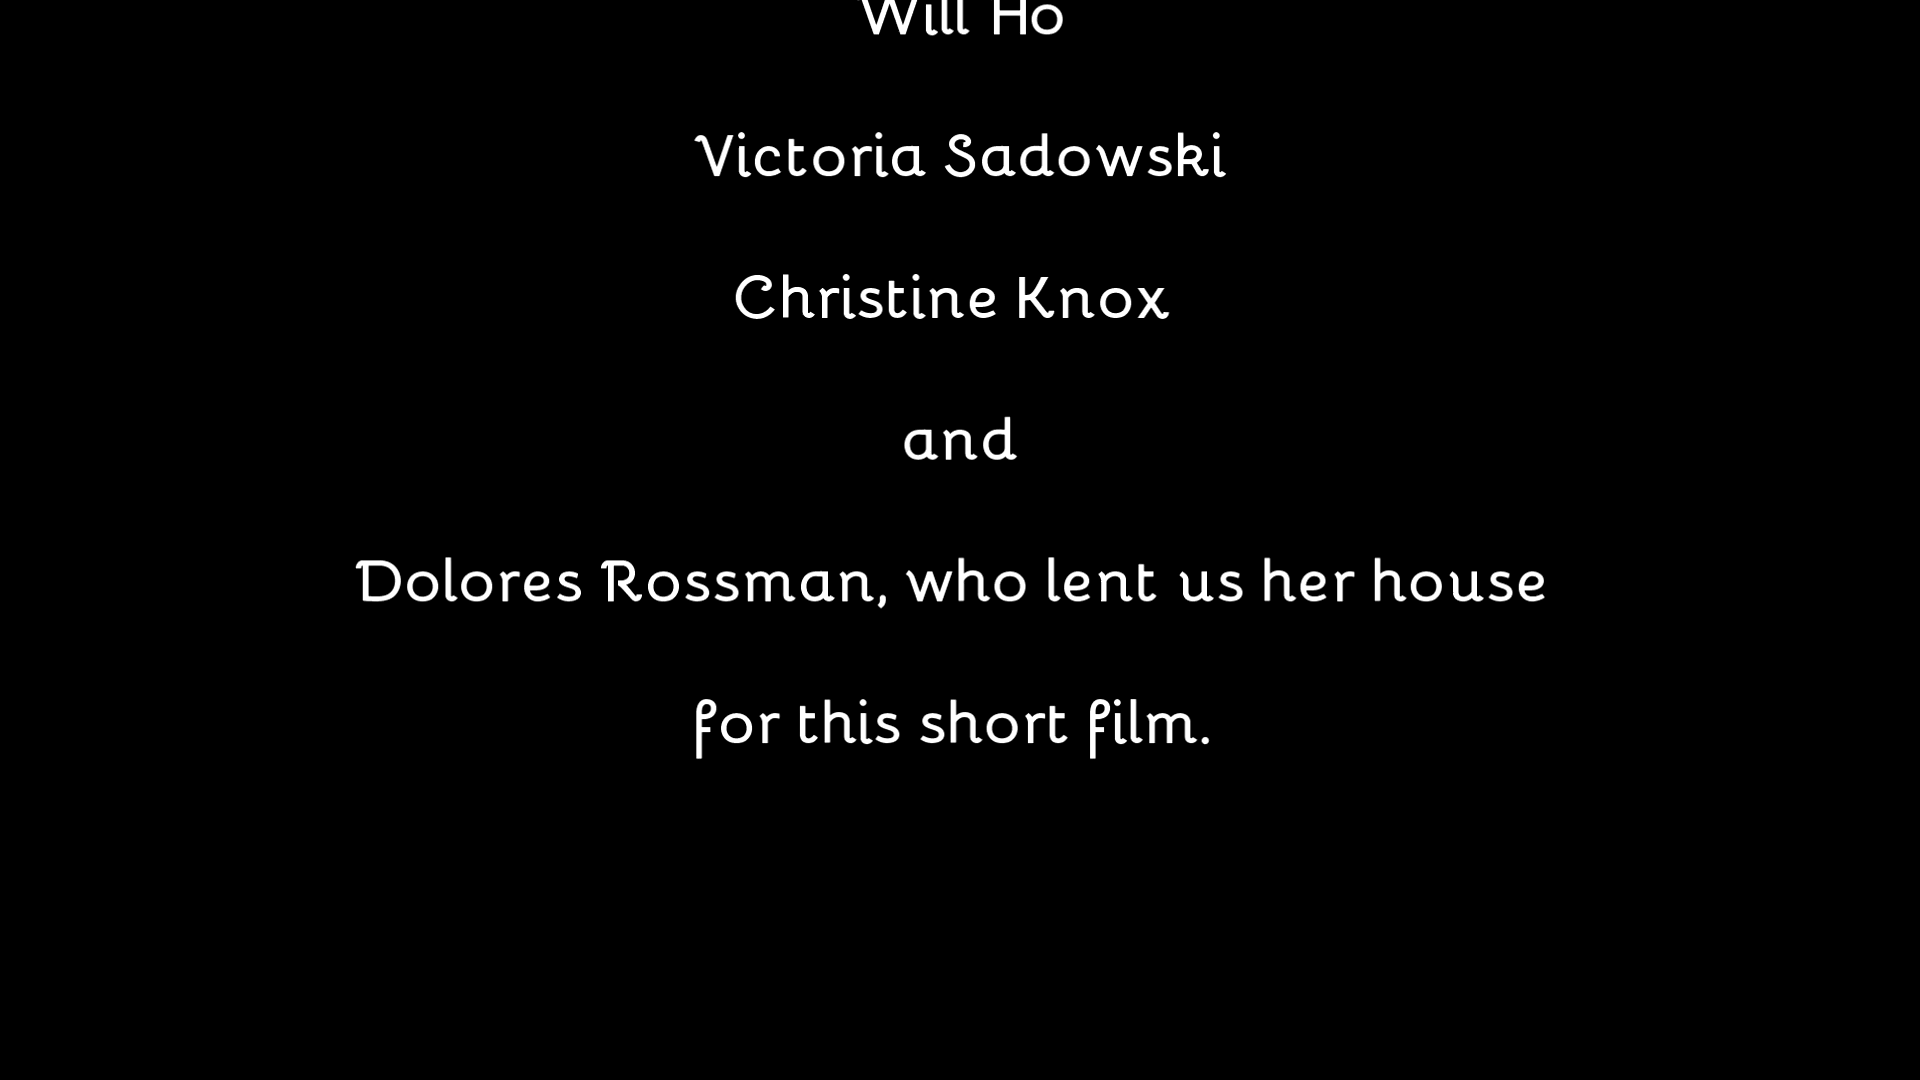 Will Ho
Victoria Sadowski
Christine Knox
and
Dolores Rossman, who lent us her house
for this short film.